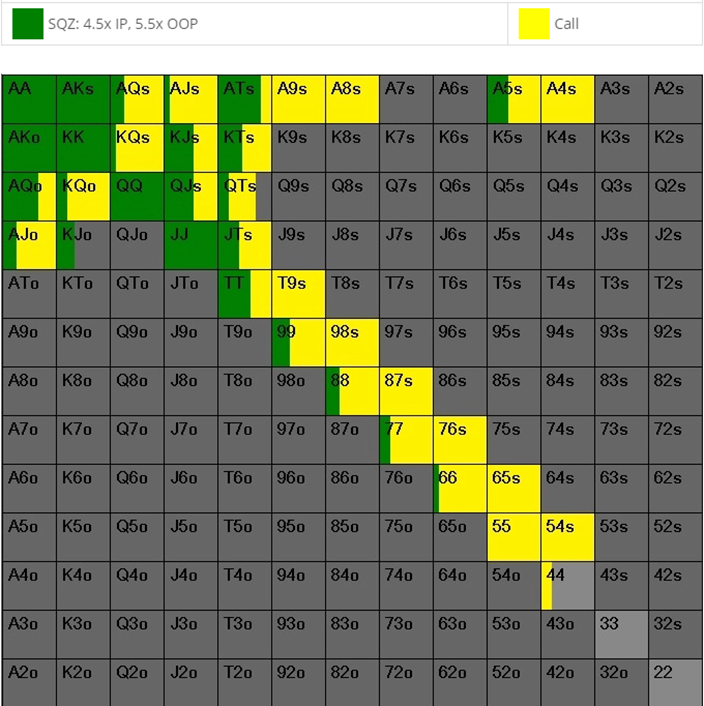 SQZ: 4.5x IP, 5.5x OOP Call
AA AKs AQs AJs ATs A9s A8s A7s A6s A5s A4s A3s A2s
AKo KK KQs KJs KTs K9s K8s K7s K6s K5s K4s K3s K2s
AQo KQo QQ QJs QTs Q9s Q8s Q7s Q6s Q5s Q4s Q3s Q2s
AJo KJo QJo JJ JTs J9s J8s J7s J6s J5s J4s J3s J2s
ATo KTo QTo JTo TT T9s T8s T7s T6s T5s T4s T3s T2s
A9o K9o Q9o J9o T9o 99 98s 97s 96s 95s 94s 93s 92s
A8o K8o Q8o J8o T8o 98o 88 87s 86s 85s 84s 83s 82s
A7o K7o Q7o J7o T7o 97o 87o 77 76s 75s 74s 73s 72s
A6o K6o Q6o J6o T6o 96o 86o 76o 66 65s 64s 63s 62s
A5o K5o Q5o J5o T5o 95o 85o 75o 65o 55 54s 53s 52s
A4o K4o Q4o J4o T4o 94o 84o 74o 64o 54o 44 43s 42s
A3o K3o Q3o J3o T3o 93o 83o 73o 63o 53o 43o 33 32s
A2o K2o Q2o J2o T2o 92o 82o 72o 62o 52o 42o 32o 22